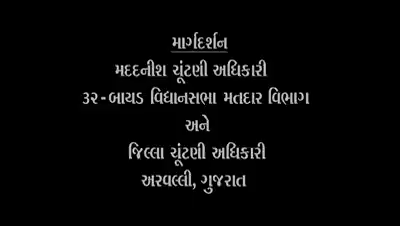 માર્ગદર્શન
મદદનીશ ચૂંટણી અધિકારી
૩૨-બાયડ વિધાનસભા મતદાર વિભાગ
અને
જિલ્લા ચૂંટણી અધિકારી
અરવલ્લી, ગુજરાત